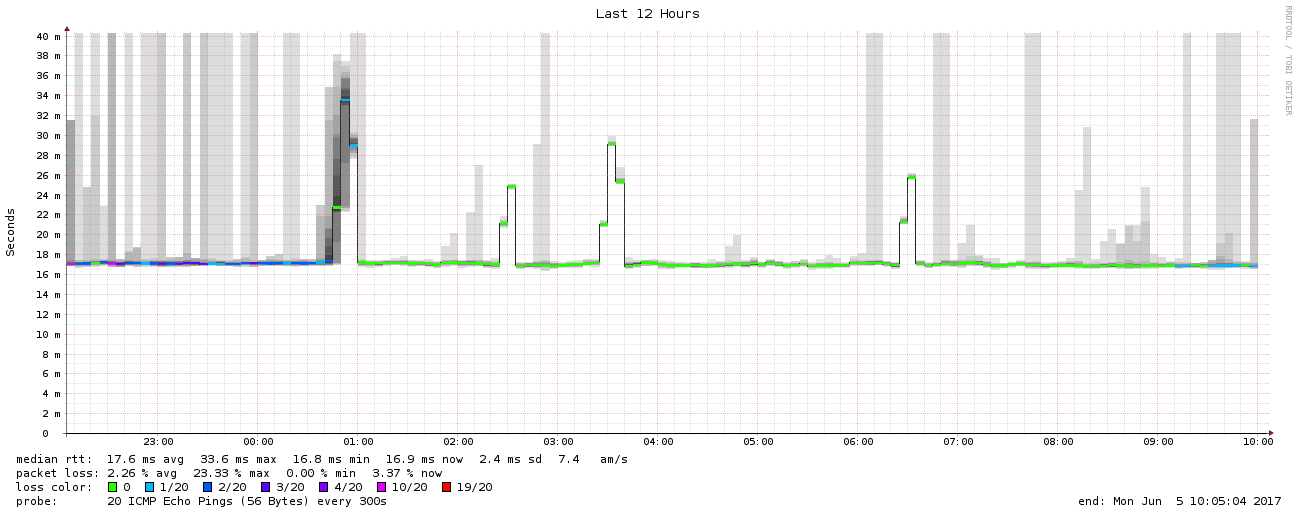 Last 12 Hours
RRDTOOL / TOBI OETIKER
Seconds
40 m
38 m
36 m
34 m
32 m
30 m
28 m
26 m
24 m
22 m
20 m
18 m
16 m
14 m
12 m
10 m
8 m
6 m
4 m
2 m
0
23:00 00:00 01:00 02:00 03:00 04:00 05:00 06:00 07:00 08:00 09:00 10:00
median rtt: 17.6 ms avg 33.6 ms max 16.8 ms min 16.9 ms now 2.4 ms sd 7.4 am/s
packet loss: 2.26 % avg 23.33 % max 0.00 % min 3.37 % now
loss color: 0 1/20 2/20 3/20 4/20 10/20 19/20
probe: 20 ICMP Echo Pings (56 Bytes) every 300s end: Mon Jun 5 10:05:04 2017